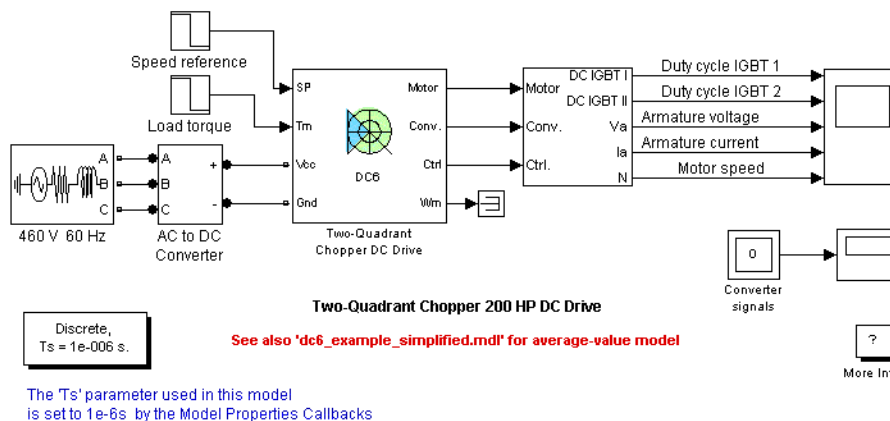 Speed reference
Load torque
A
B
C
460 V 60 Hz
A
B
C
+
-
AC to DC
Converter
SP
Tm
Vcc
Gnd
Motor
Conv.
Ctrl
Wm
DC6
Two-Quadrant
Chopper DC Drive
Motor
Conv.
Ctrl.
DC IGBT I
DC IGBT II
Va
Ia
N
Duty cycle IGBT 1
Duty cycle IGBT 2
Armature voltage
Armature current
Motor speed
0
Converter
signals
Two-Quadrant Chopper 200 HP DC Drive
See also 'dc6_example_simplified.mdl' for average-value model
Discrete,
Ts = 1e-006 s.
?
More Inf
The 'Ts' parameter used in this model
is set to 1e-6s by the Model Properties Callbacks